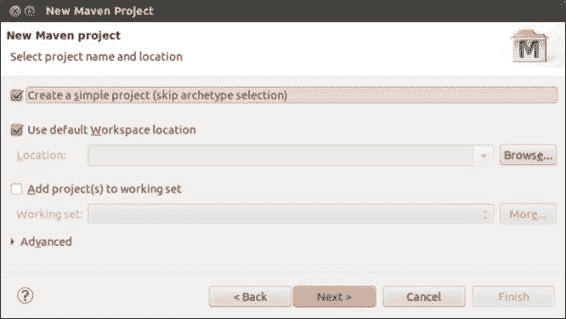 New Maven Project
New Maven project
Select project name and location
M
Create a simple project (skip archetype selection)
Use default Workspace location
Location:
Browse...
Add project(s) to working set
Working set:
More...
Advanced
?
< Back
Next >
Cancel
Finish